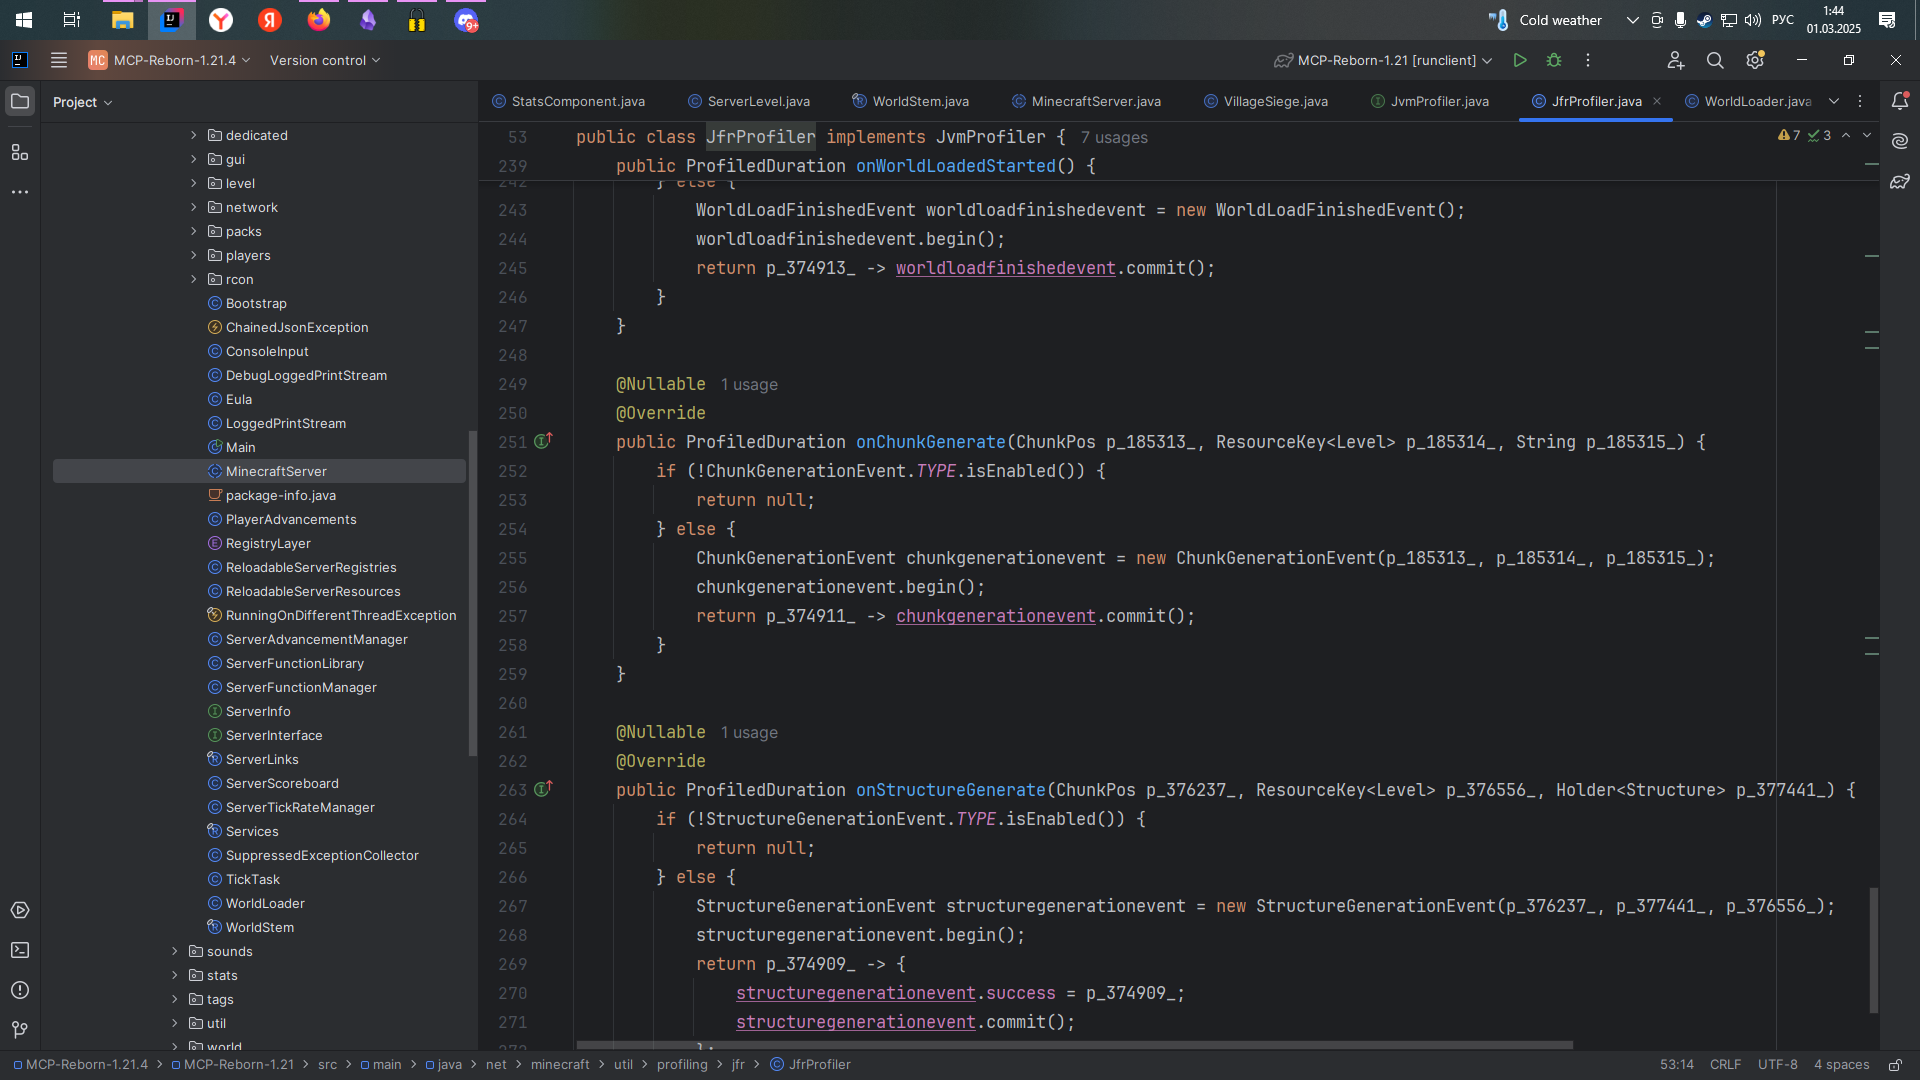 Cold weather
РУС
1:44
01.03.2025
9+
MC MCP-Reborn-1.21.4
Version control
MCP-Reborn-1.21 [runclient]
Project
dedicated
gui
level
network
packs
players
rcon
Bootstrap
ChainedJsonException
ConsoleInput
DebugLoggedPrintStream
Eula
LoggedPrintStream
Main
MinecraftServer
package-info.java
PlayerAdvancements
RegistryLayer
ReloadableServerRegistries
ReloadableServerResources
RunningOnDifferentThreadException
ServerAdvancementManager
ServerFunctionLibrary
ServerFunctionManager
ServerInfo
ServerInterface
ServerLinks
ServerScoreboard
ServerTickRateManager
Services
SuppressedExceptionCollector
TickTask
WorldLoader
WorldStem
sounds
stats
tags
util
world
StatsComponent.java ServerLevel.java WorldStem.java MinecraftServer.java VillageSiege.java JvmProfiler.java JfrProfiler.java WorldLoader.java
7 3
53 public class JfrProfiler implements JvmProfiler { 7 usages
239 public ProfiledDuration onWorldLoadedStarted() {
242 } else {
243 WorldLoadFinishedEvent worldloadfinishedevent = new WorldLoadFinishedEvent();
244 worldloadfinishedevent.begin();
245 return p_374913_ -> worldloadfinishedevent.commit();
246 }
247 }
248
249 @Nullable 1 usage
250 @Override
251 public ProfiledDuration onChunkGenerate(ChunkPos p_185313_, ResourceKey<Level> p_185314_, String p_185315_) {
252 if (!ChunkGenerationEvent.TYPE.isEnabled()) {
253 return null;
254 } else {
255 ChunkGenerationEvent chunkgenerationevent = new ChunkGenerationEvent(p_185313_, p_185314_, p_185315_);
256 chunkgenerationevent.begin();
257 return p_374911_ -> chunkgenerationevent.commit();
258 }
259 }
260
261 @Nullable 1 usage
262 @Override
263 public ProfiledDuration onStructureGenerate(ChunkPos p_376237_, ResourceKey<Level> p_376556_, Holder<Structure> p_377441_) {
264 if (!StructureGenerationEvent.TYPE.isEnabled()) {
265 return null;
266 } else {
267 StructureGenerationEvent structuregenerationevent = new StructureGenerationEvent(p_376237_, p_377441_, p_376556_);
268 structuregenerationevent.begin();
269 return p_374909_ -> {
270 structuregenerationevent.success = p_374909_;
271 structuregenerationevent.commit();
272 };
MCP-Reborn-1.21.4 > MCP-Reborn-1.21 > src > main > java > net > minecraft > util > profiling > jfr > JfrProfiler
53:14 CRLF UTF-8 4 spaces